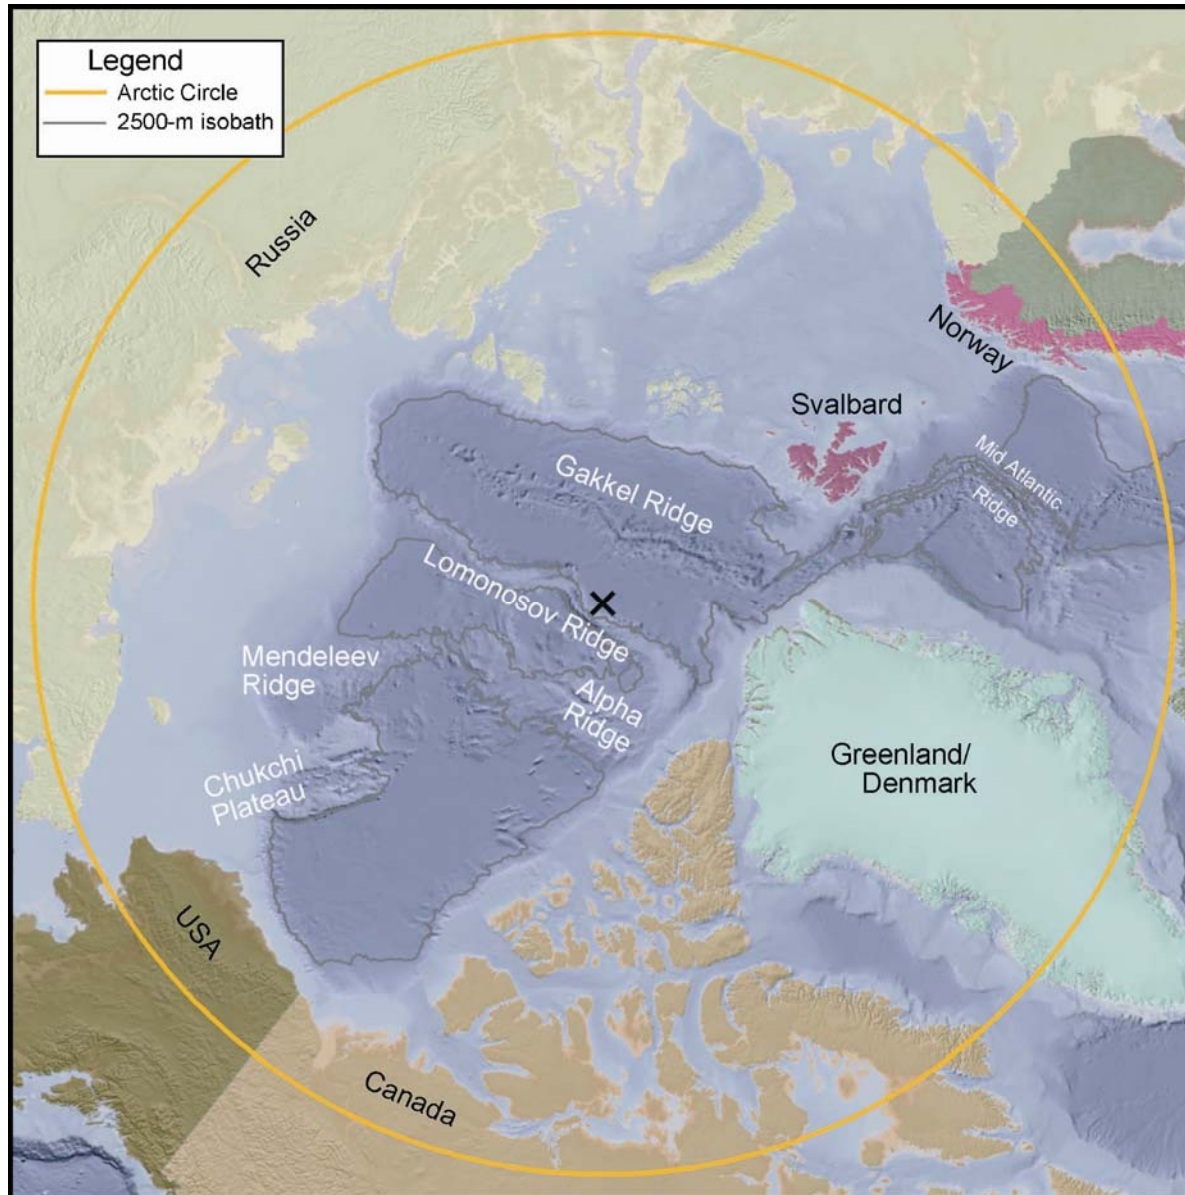 Legend
Arctic Circle
2500-m isobath
Russia
Norway
Svalbard
Gakkel Ridge
Mid Atlantic
Ridge
Lomonosov Ridge
Mendeleev
Ridge
Alpha
Ridge
Chukchi
Plateau
Greenland/
Denmark
USA
Canada